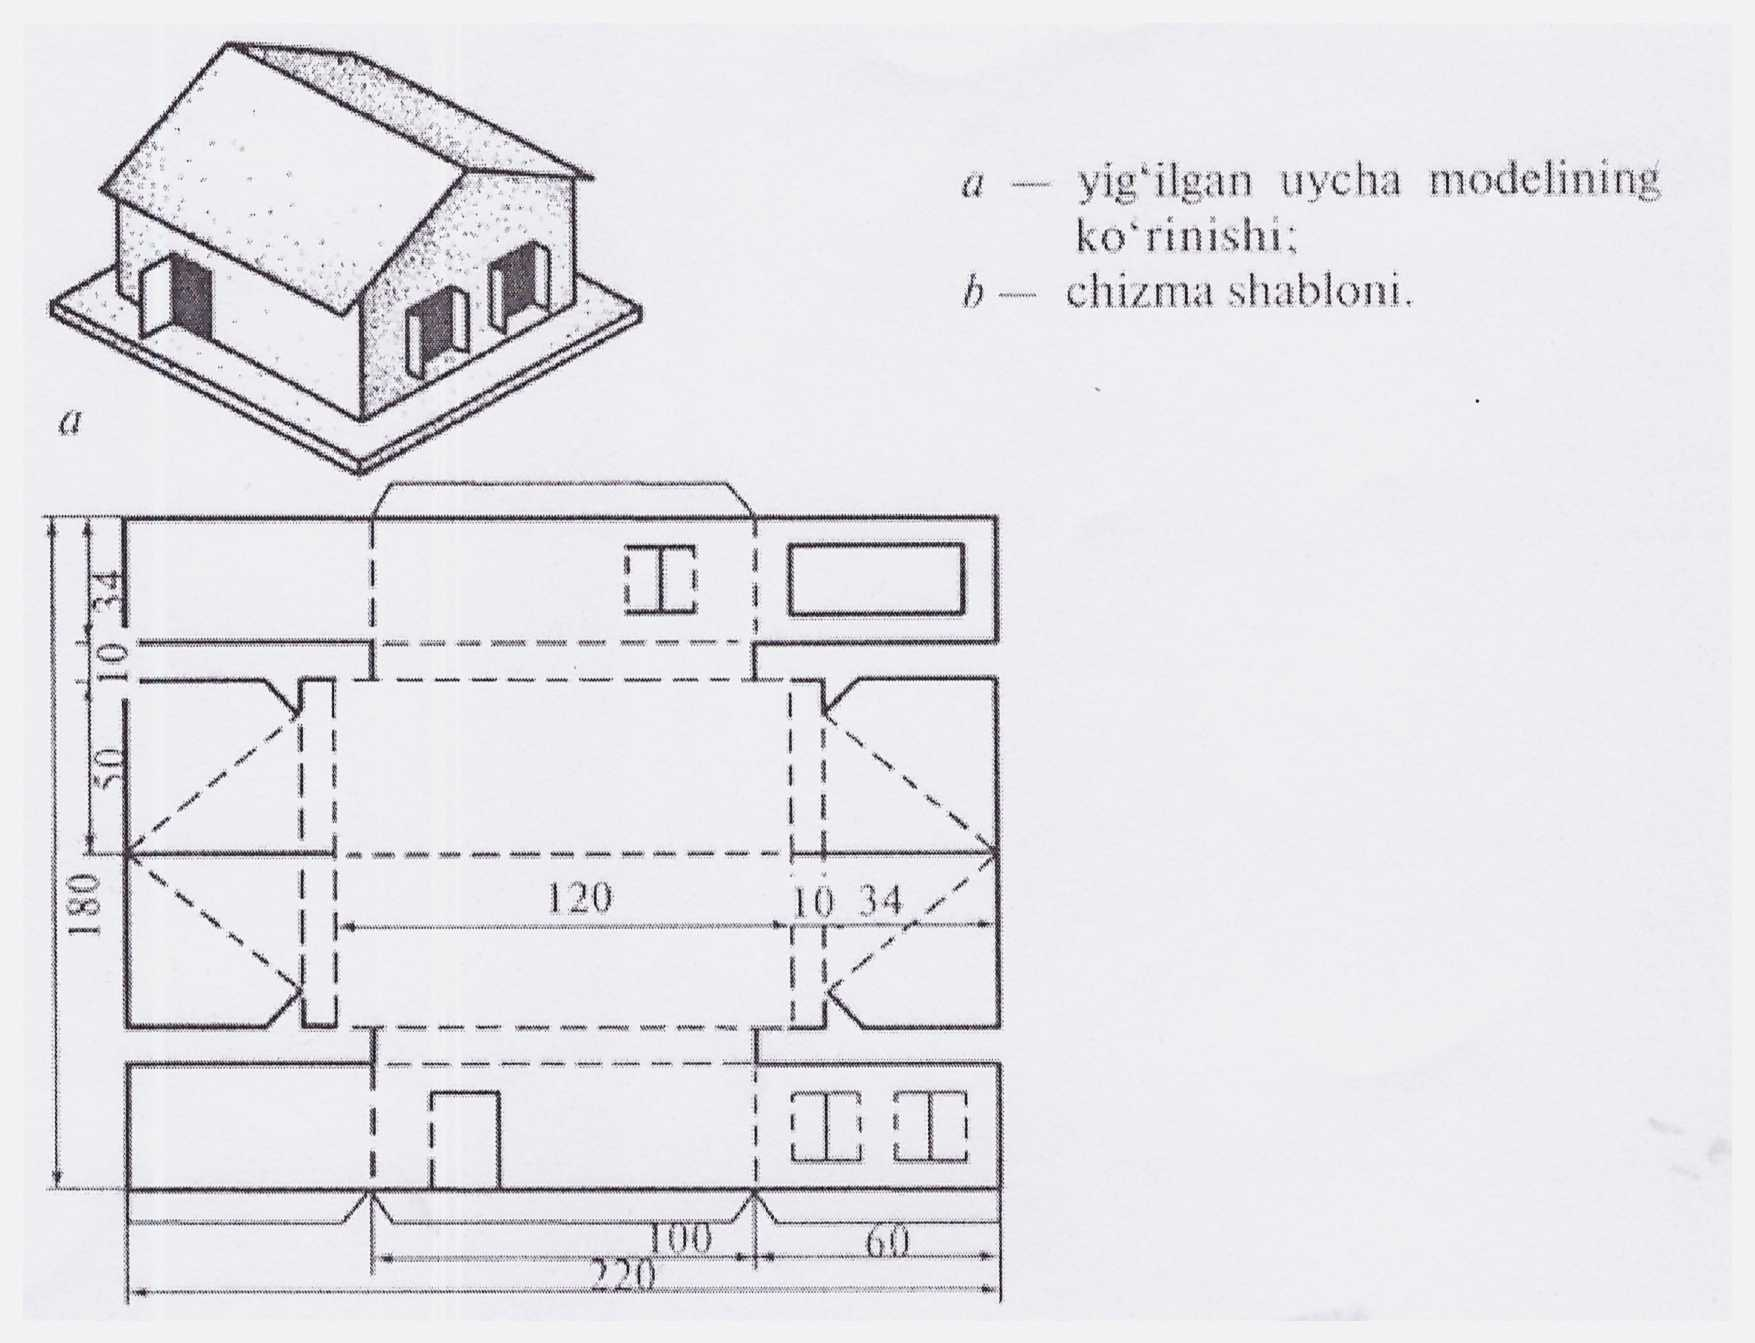 a — yig‘ilgan uycha modelining
ko‘rinishi;
b — chizma shabloni.
a
34
10
50
180
120
10 34
100
60
220